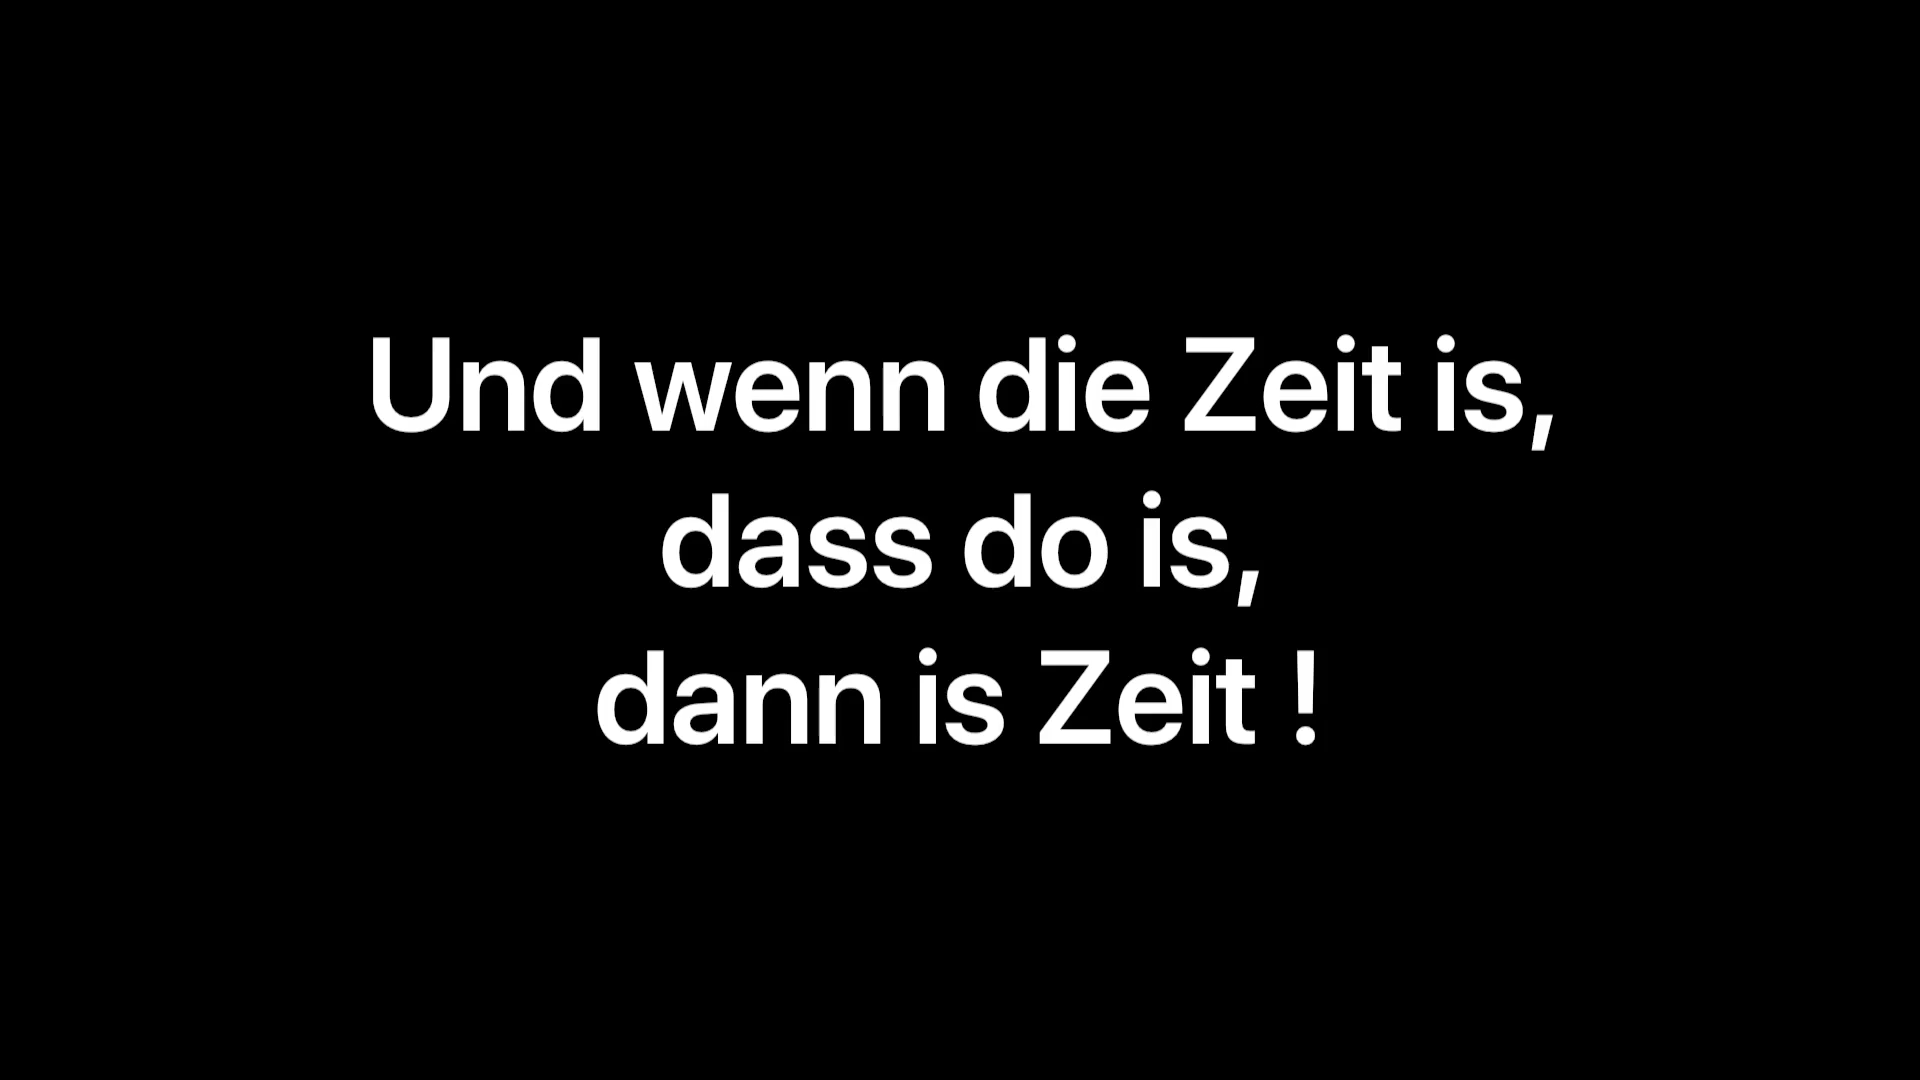 Und wenn die Zeit is,
dass do is,
dann is Zeit !